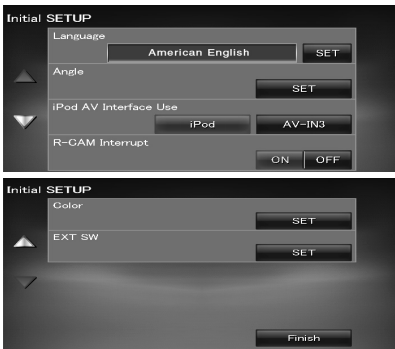 Initial SETUP
Language
American English SET
Angle
SET
iPod AV Interface Use
iPod AV-IN3
R-CAM Interrupt
ON OFF
Initial SETUP
Color
SET
EXT SW
SET
Finish